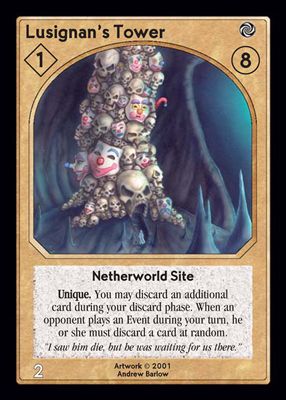 Lusignan's Tower
1
8
Netherworld Site
Unique. You may discard an additional
card during your discard phase. When an
opponent plays an Event during your turn, he
or she must discard a card at random.
"I saw him die, but he was waiting for us there."
2
Artwork © 2001
Andrew Barlow